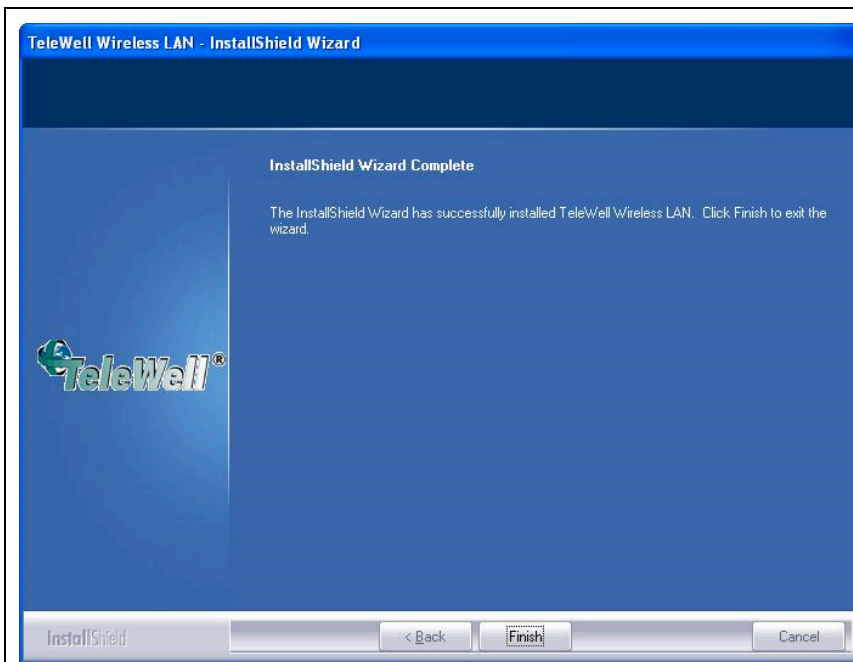 TeleWell Wireless LAN - InstallShield Wizard
InstallShield Wizard Complete
The InstallShield Wizard has successfully installed TeleWell Wireless LAN. Click Finish to exit the
wizard.
TeleWell®
InstallShield
< Back
Finish
Cancel